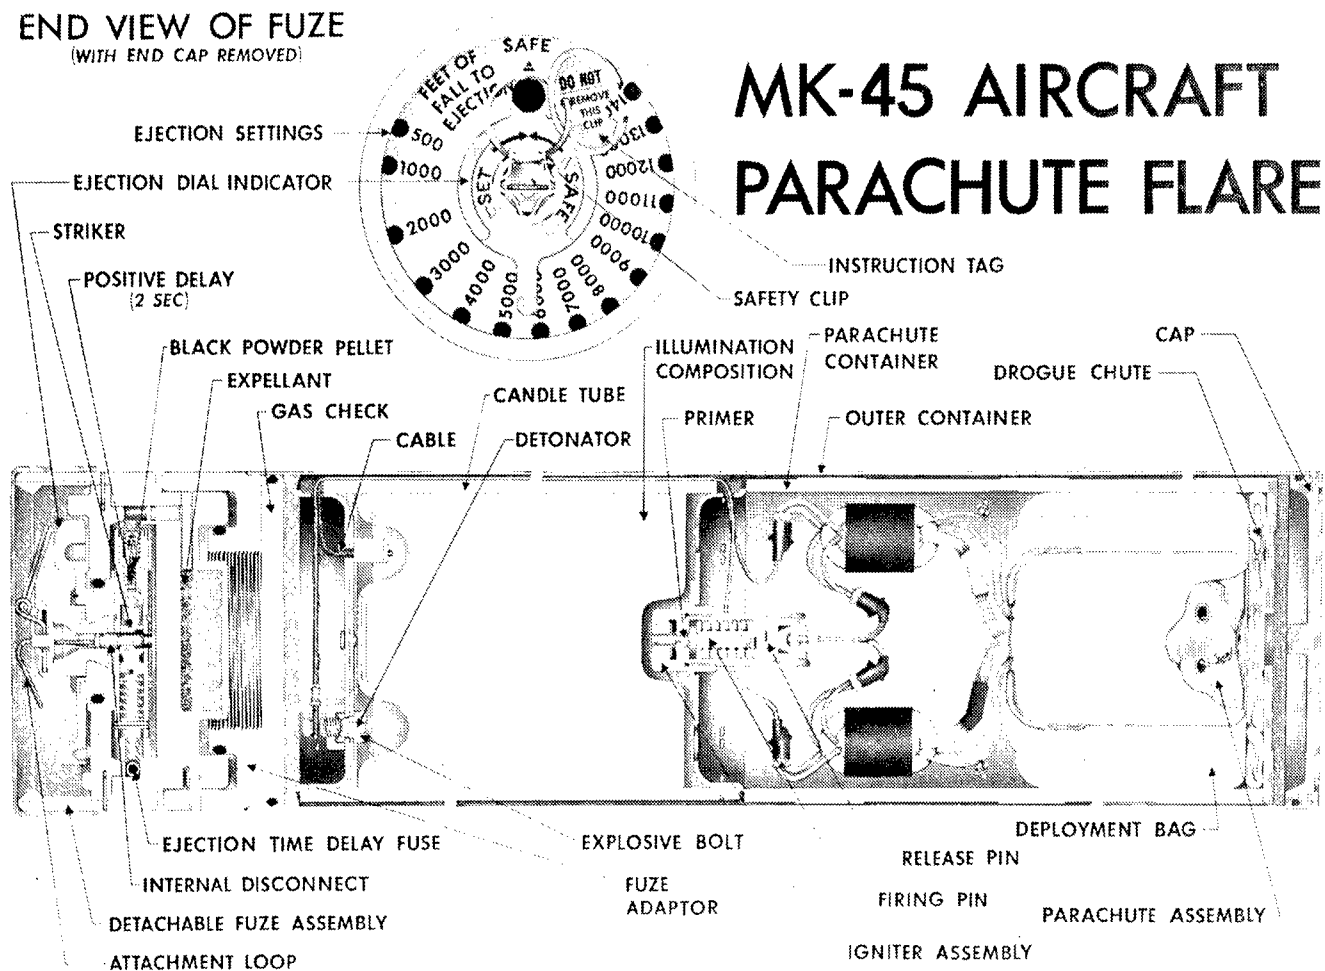 END VIEW OF FUZE
(WITH END CAP REMOVED)
SAFE
FEET OF
FALL TO
DO NOT
REMOVE
THIS
CLIP
MK-45 AIRCRAFT
PARACHUTE FLARE
500
1000
2000
3000
4000
5000
7000
8000
9000
10000
11000
12000
SET
SAFE
EJECTION SETTINGS
EJECTION DIAL INDICATOR
STRIKER
POSITIVE DELAY
(2 SEC)
INSTRUCTION TAG
SAFETY CLIP
BLACK POWDER PELLET
EXPELLANT
GAS CHECK
CANDLE TUBE
CABLE
DETONATOR
ILLUMINATION
COMPOSITION
PARACHUTE
CONTAINER
CAP
DROGUE CHUTE
PRIMER
OUTER CONTAINER
EJECTION TIME DELAY FUSE
INTERNAL DISCONNECT
DETACHABLE FUZE ASSEMBLY
ATTACHMENT LOOP
EXPLOSIVE BOLT
FUZE
ADAPTOR
DEPLOYMENT BAG
RELEASE PIN
FIRING PIN
PARACHUTE ASSEMBLY
IGNITER ASSEMBLY